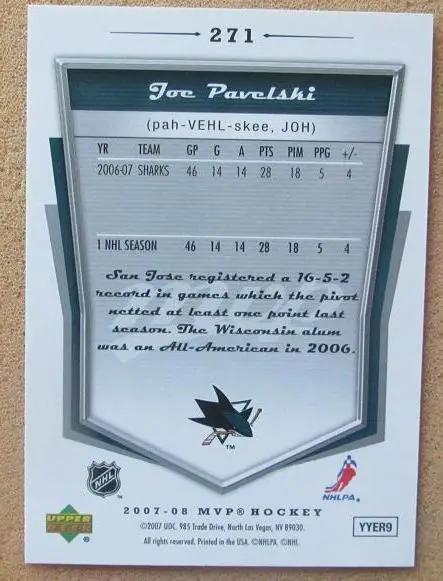 271
Joe Pavelski
(pah-VEHL-skee, JOH)
YR TEAM GP G A PTS PIM PPG +/-
2006-07 SHARKS 46 14 14 28 18 5 4
1 NHL SEASON 46 14 14 28 18 5 4
San Jose registered a 16-5-2
record in games which the pivot
netted at least one point last
season. The Wisconsin alum
was an All-American in 2006.
TM
NHL
NHLPA
2007-08 MVP® HOCKEY
UPPER DECK ®
©2007 UDC. 985 Trade Drive, North Las Vegas, NV 89030.
All rights reserved. Printed in the USA. ©NHLPA. ©NHL.
YYER9